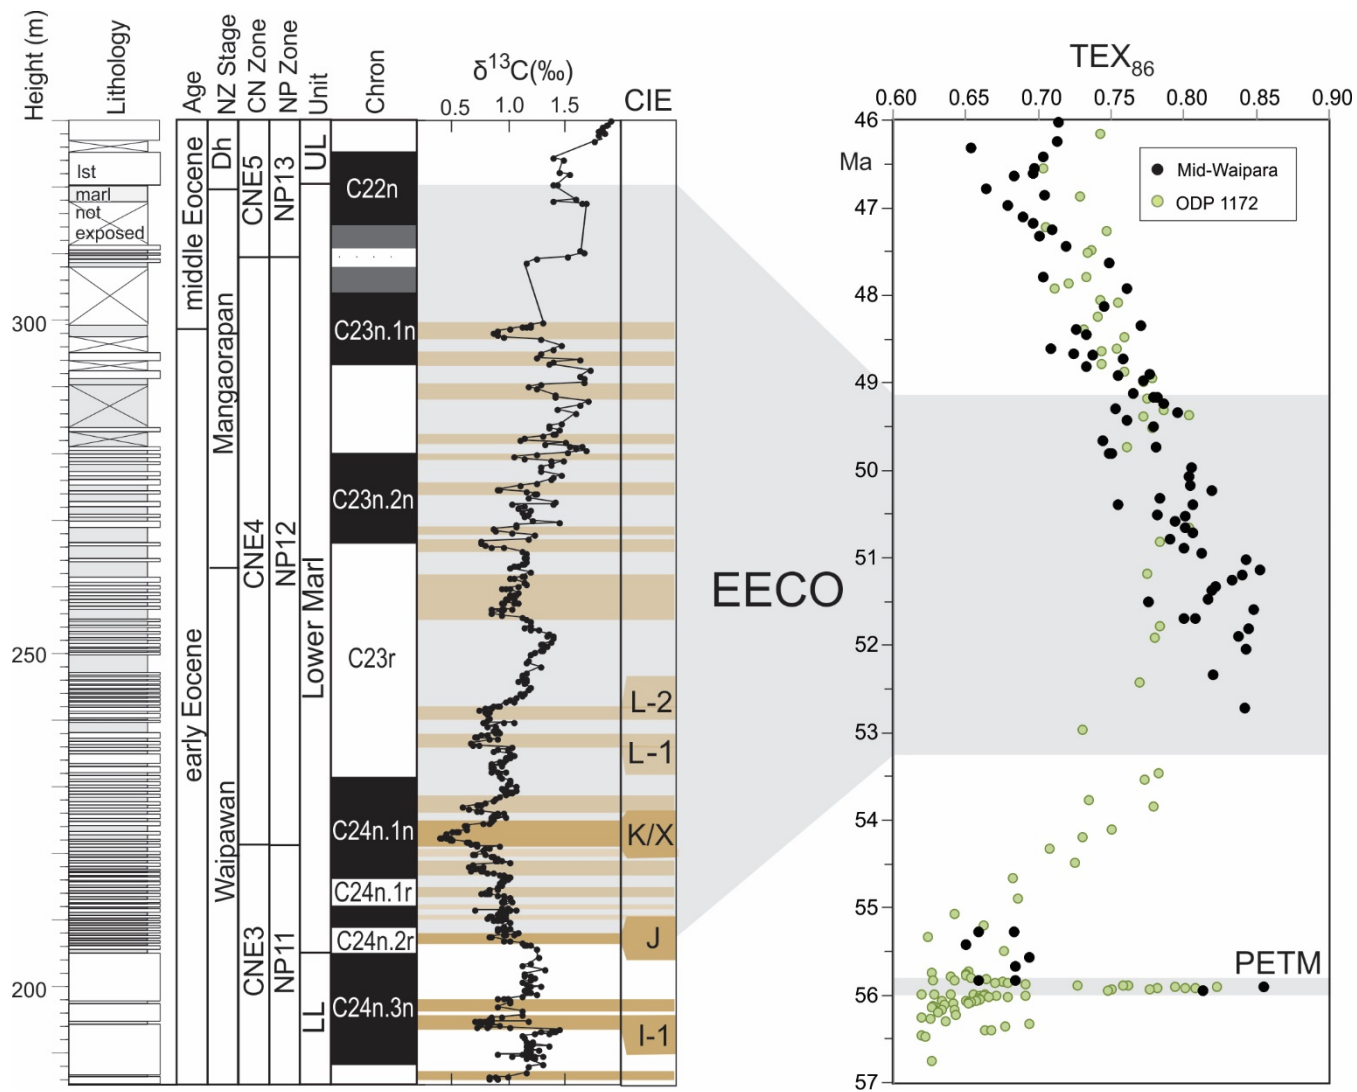 Height (m)
Lithology
Age
NZ Stage
CN Zone
NP Zone
Unit
Chron
δ13C(‰)
0.5 1.0 1.5
CIE
300
250
200
lst
marl
not
exposed
middle Eocene
early Eocene
Dh
Mangaorapan
Waipawan
CNE5
CNE4
CNE3
NP13
NP12
NP11
UL
Lower Marl
LL
C22n
C23n.1n
C23n.2n
C23r
C24n.1n
C24n.1r
C24n.2r
C24n.3n
L-2
L-1
K/X
J
I-1
EECO
TEX86
0.60 0.65 0.70 0.75 0.80 0.85 0.90
46
Ma
47
48
49
50
51
52
53
54
55
56
57
Mid-Waipara
ODP 1172
PETM